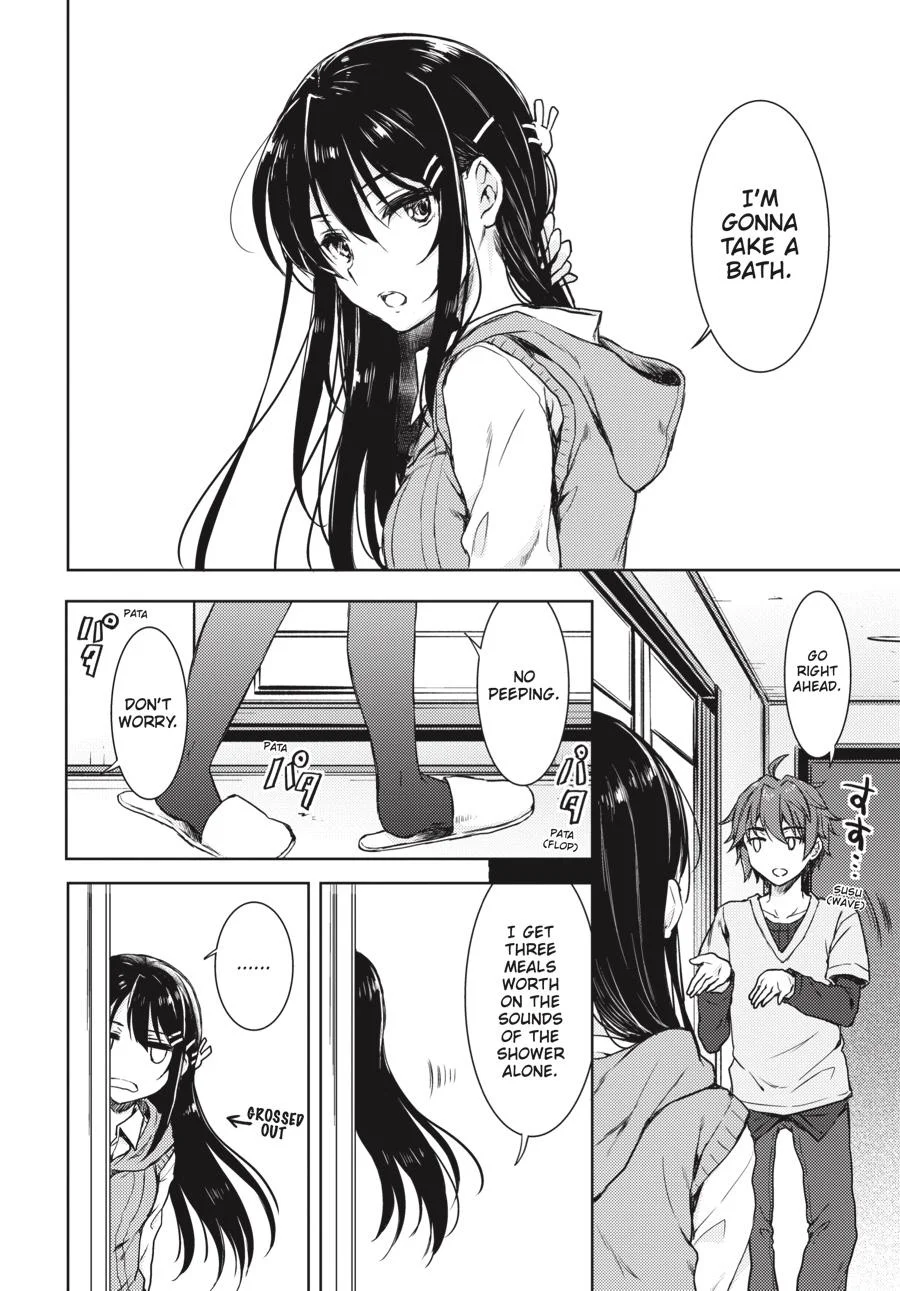 I'M
GONNA
TAKE A
BATH.
GO
RIGHT
AHEAD.
すす…
SUSU
(WAVE)
NO
PEEPING.
パタ
PATA
(FLOP)
パタ
PATA
DON'T
WORRY.
パタ
PATA
I GET
THREE
MEALS
WORTH
ON THE
SOUNDS
OF THE
SHOWER
ALONE.
......
GROSSED
OUT